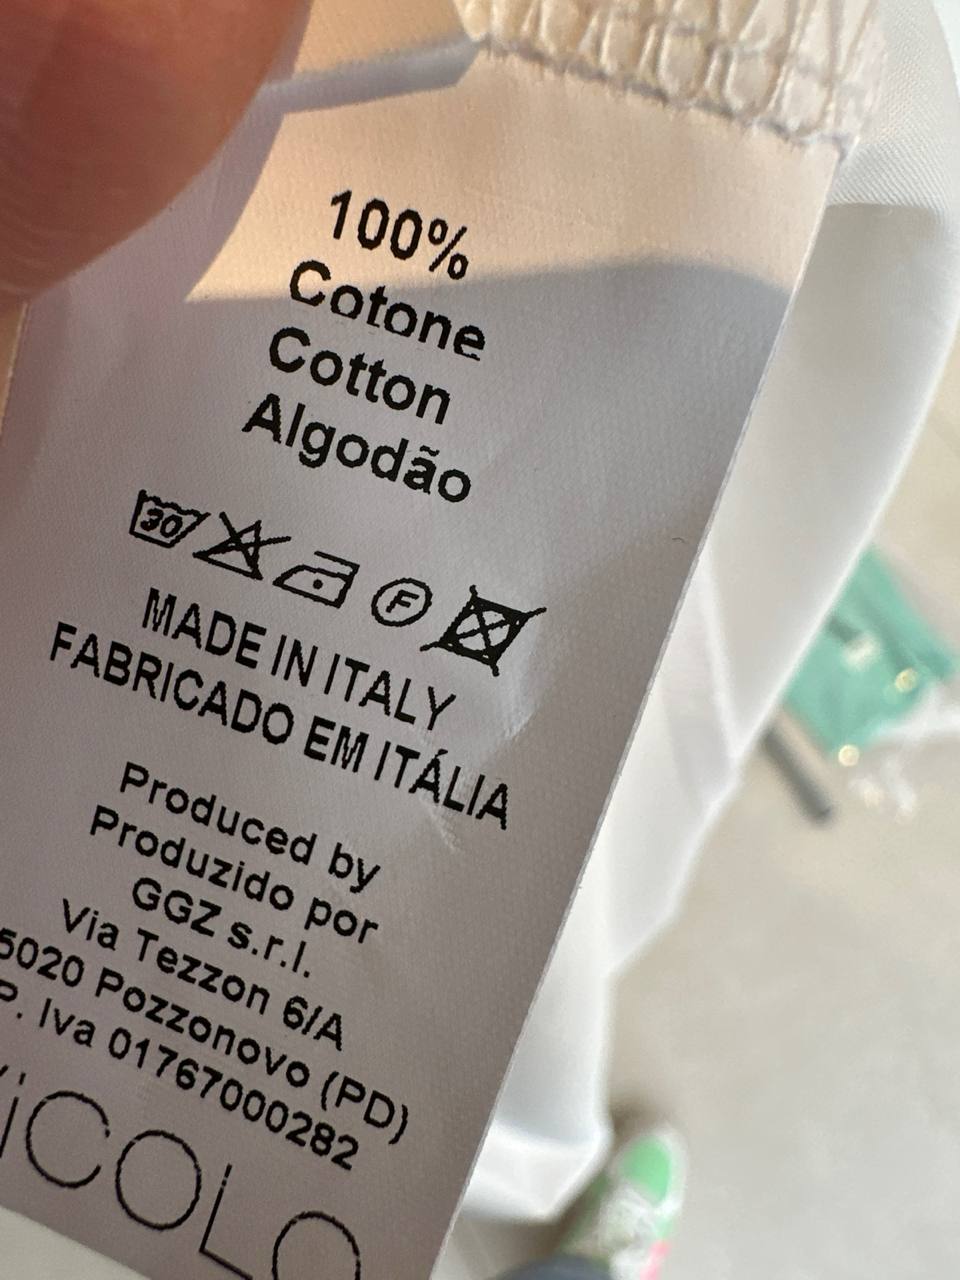 100%
Cotone
Cotton
Algodão
30
F
MADE IN ITALY
FABRICADO EM ITÁLIA
Produced by
Produzido por
GGZ s.r.l.
Via Tezzon 6/A
5020 Pozzonovo (PD)
P. Iva 01767000282
ViCOLO